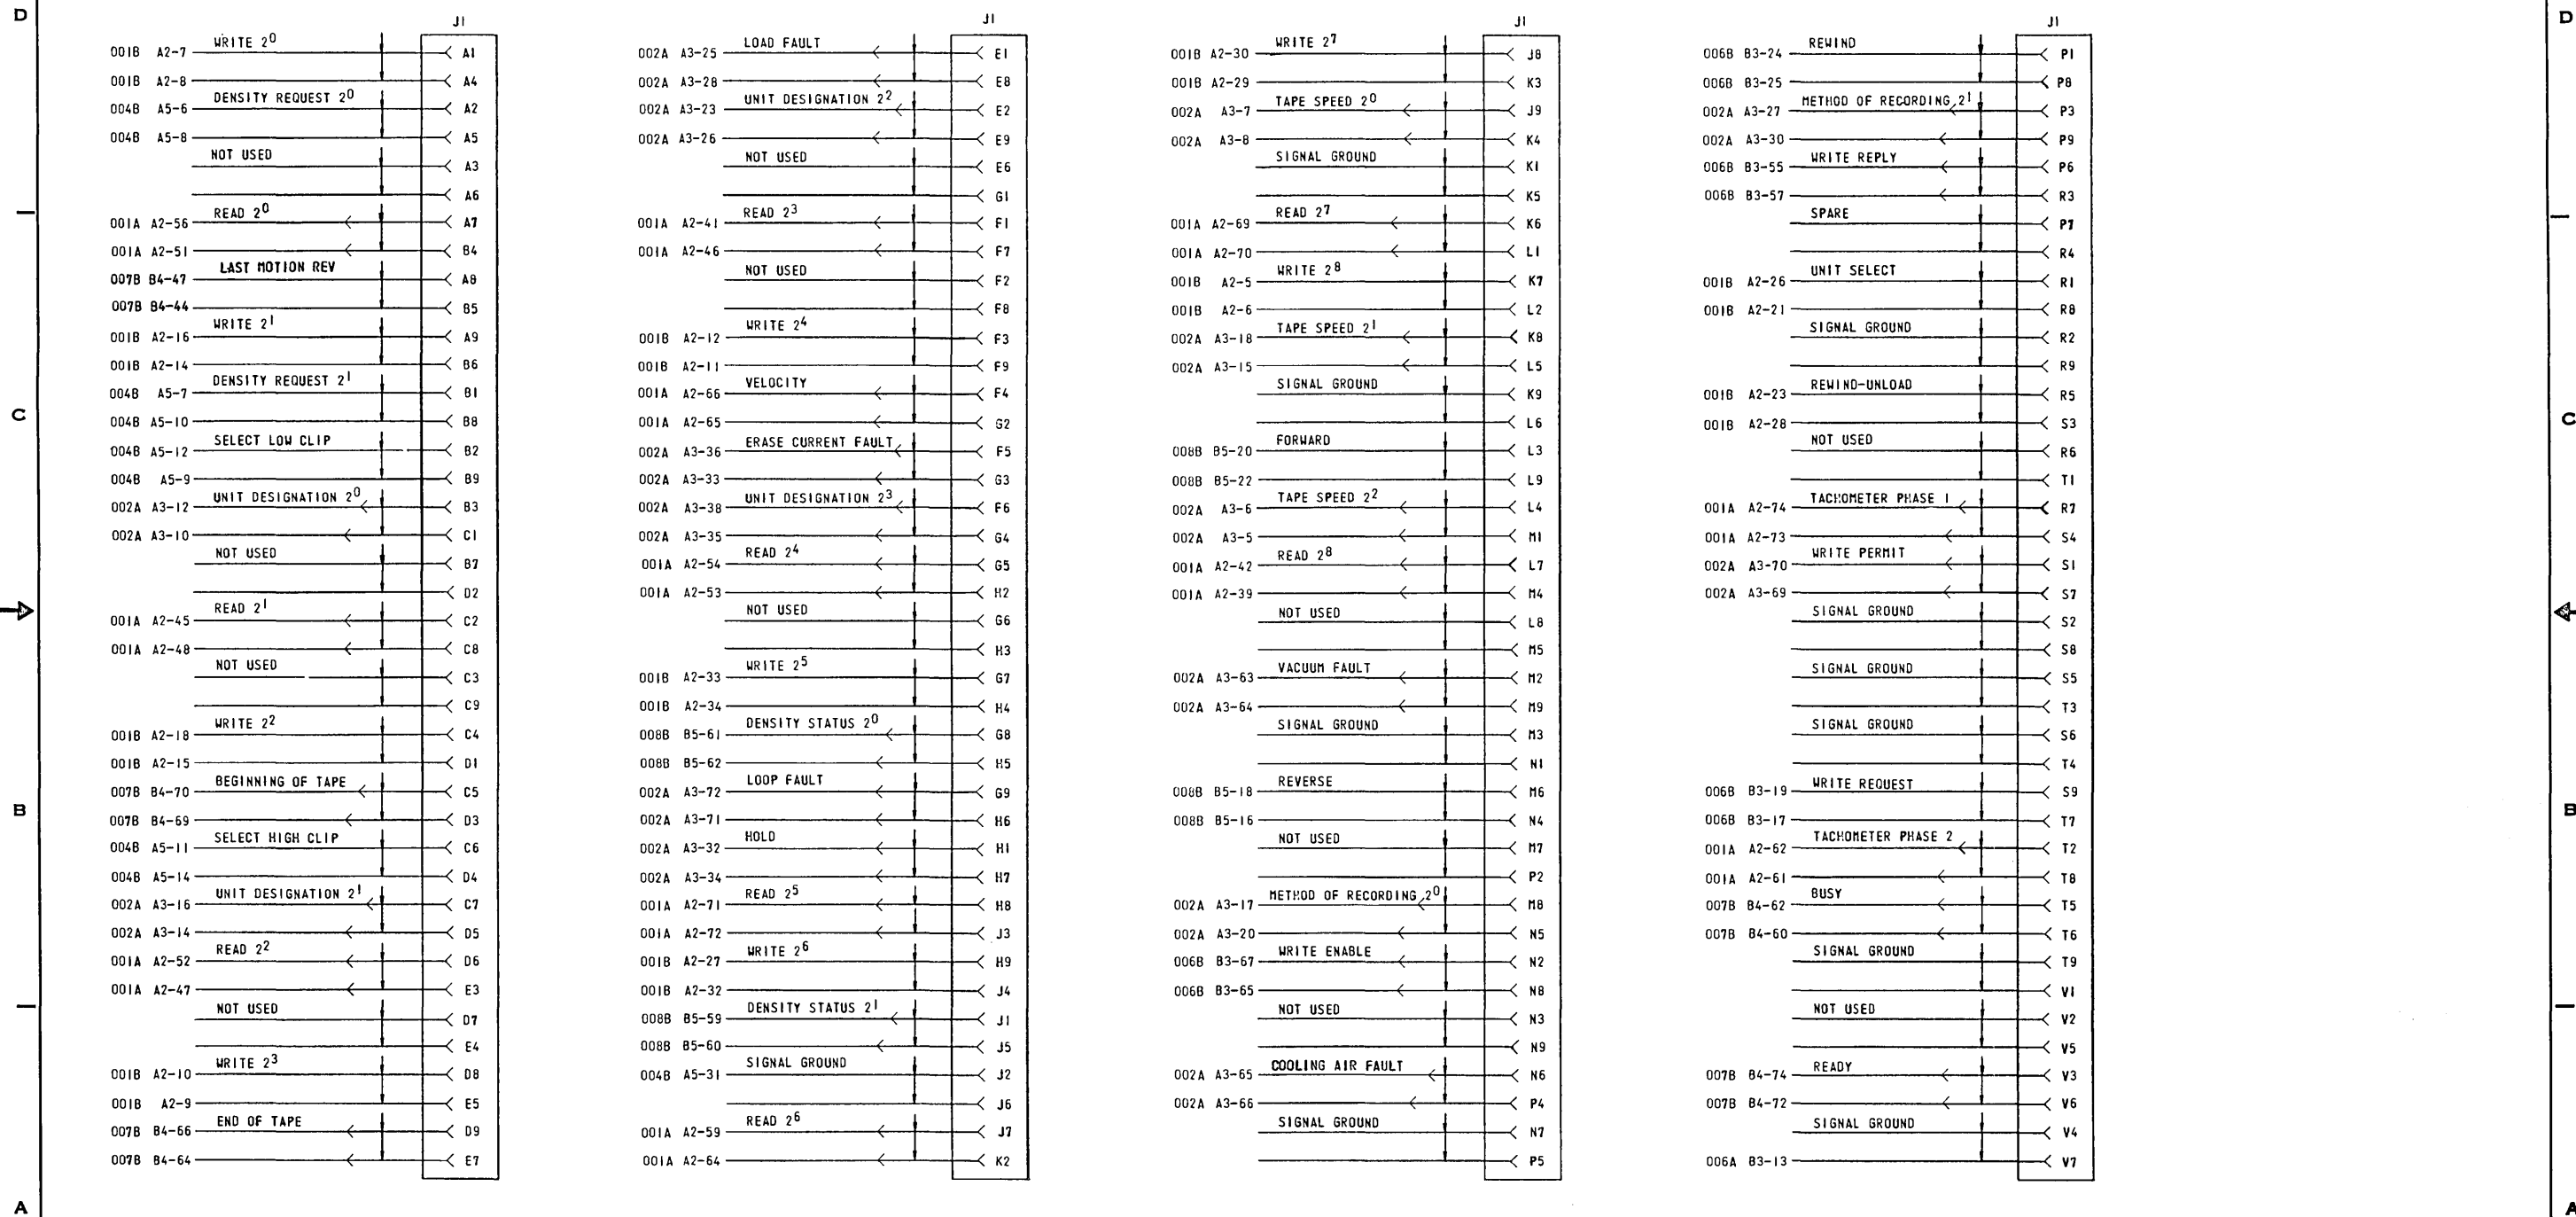 D
D
J1
WRITE 2⁰
001B A2-7 A1
001B A2-8 A4
DENSITY REQUEST 2⁰
004B A5-6 A2
004B A5-8 A5
NOT USED
A3
A6
READ 2⁰
001A A2-56 A7
001A A2-51 B4
LAST MOTION REV
007B B4-47 A8
007B B4-44 B5
WRITE 2¹
001B A2-16 A9
001B A2-14 B6
DENSITY REQUEST 2¹
004B A5-7 B1
004B A5-10 B8
SELECT LOW CLIP
004B A5-12 B2
004B A5-9 B9
UNIT DESIGNATION 2⁰
002A A3-12 B3
002A A3-10 C1
NOT USED
B7
D2
READ 2¹
001A A2-45 C2
001A A2-48 C8
NOT USED
C3
C9
WRITE 2²
001B A2-18 C4
001B A2-15 D1
BEGINNING OF TAPE
007B B4-70 C5
007B B4-69 D3
SELECT HIGH CLIP
004B A5-11 C6
004B A5-14 D4
UNIT DESIGNATION 2¹
002A A3-16 C7
002A A3-14 D5
READ 2²
001A A2-52 D6
001A A2-47 E3
NOT USED
D7
E4
WRITE 2³
001B A2-10 D8
001B A2-9 E5
END OF TAPE
007B B4-66 D9
007B B4-64 E7
J1
LOAD FAULT
002A A3-25 E1
002A A3-28 E8
UNIT DESIGNATION 2²
002A A3-23 E2
002A A3-26 E9
NOT USED
E6
G1
READ 2³
001A A2-41 F1
001A A2-46 F7
NOT USED
F2
F8
WRITE 2⁴
001B A2-12 F3
001B A2-11 F9
VELOCITY
001A A2-66 F4
001A A2-65 G2
ERASE CURRENT FAULT
002A A3-36 F5
002A A3-33 G3
UNIT DESIGNATION 2³
002A A3-38 F6
002A A3-35 G4
READ 2⁴
001A A2-54 G5
001A A2-53 H2
NOT USED
G6
H3
WRITE 2⁵
001B A2-33 G7
001B A2-34 H4
DENSITY STATUS 2⁰
008B B5-61 G8
008B B5-62 H5
LOOP FAULT
002A A3-72 G9
002A A3-71 H6
HOLD
002A A3-32 H1
002A A3-34 H7
READ 2⁵
001A A2-71 H8
001A A2-72 J3
WRITE 2⁶
001B A2-27 H9
001B A2-32 J4
DENSITY STATUS 2¹
008B B5-59 J1
008B B5-60 J5
SIGNAL GROUND
004B A5-31 J2
J6
READ 2⁶
001A A2-59 J7
001A A2-64 K2
J1
WRITE 2⁷
001B A2-30 J8
001B A2-29 K3
TAPE SPEED 2⁰
002A A3-7 J9
002A A3-8 K4
SIGNAL GROUND
K1
K5
READ 2⁷
001A A2-69 K6
001A A2-70 L1
WRITE 2⁸
001B A2-5 K7
001B A2-6 L2
TAPE SPEED 2¹
002A A3-18 K8
002A A3-15 L5
SIGNAL GROUND
K9
L6
FORWARD
008B B5-20 L3
008B B5-22 L9
TAPE SPEED 2²
002A A3-6 L4
002A A3-5 M1
READ 2⁸
001A A2-42 L7
001A A2-39 M4
NOT USED
L8
M5
VACUUM FAULT
002A A3-63 M2
002A A3-64 M9
SIGNAL GROUND
M3
N1
REVERSE
008B B5-18 M6
008B B5-16 N4
NOT USED
M7
P2
METHOD OF RECORDING 2⁰
002A A3-17 M8
002A A3-20 N5
WRITE ENABLE
006B B3-67 N2
006B B3-65 N8
NOT USED
N3
N9
COOLING AIR FAULT
002A A3-65 N6
002A A3-66 P4
SIGNAL GROUND
N7
P5
J1
REWIND
006B B3-24 P1
006B B3-25 P8
METHOD OF RECORDING 2¹
002A A3-27 P3
002A A3-30 P9
WRITE REPLY
006B B3-55 P6
006B B3-57 R3
SPARE
P7
R4
UNIT SELECT
001B A2-26 R1
001B A2-21 R8
SIGNAL GROUND
R2
R9
REWIND-UNLOAD
001B A2-23 R5
001B A2-28 S3
NOT USED
R6
T1
TACHOMETER PHASE 1
001A A2-74 R7
001A A2-73 S4
WRITE PERMIT
002A A3-70 S1
002A A3-69 S7
SIGNAL GROUND
S2
S8
SIGNAL GROUND
S5
T3
SIGNAL GROUND
S6
T4
WRITE REQUEST
006B B3-19 S9
006B B3-17 T7
TACHOMETER PHASE 2
001A A2-62 T2
001A A2-61 T8
BUSY
007B B4-62 T5
007B B4-60 T6
SIGNAL GROUND
T9
V1
NOT USED
V2
V5
READY
007B B4-74 V3
007B B4-72 V6
SIGNAL GROUND
V4
006A B3-13 V7
C
C
B
B
A
A